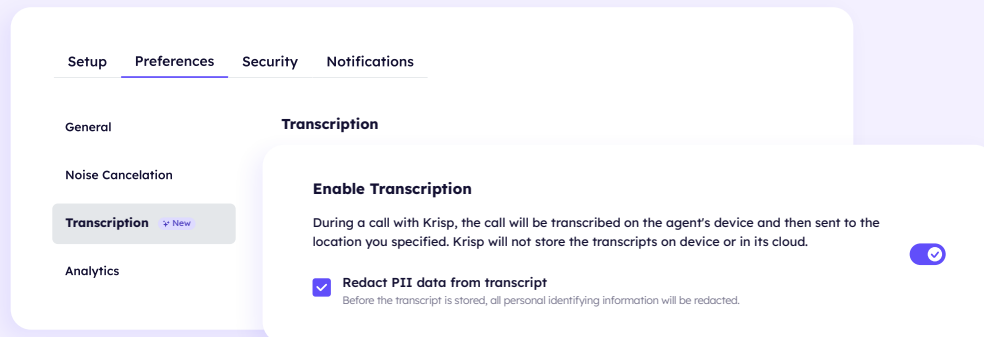 Setup Preferences Security Notifications
General
Noise Cancelation
Transcription New
Analytics
Transcription
Enable Transcription
During a call with Krisp, the call will be transcribed on the agent's device and then sent to the
location you specified. Krisp will not store the transcripts on device or in its cloud.
Redact PII data from transcript
Before the transcript is stored, all personal identifying information will be redacted.